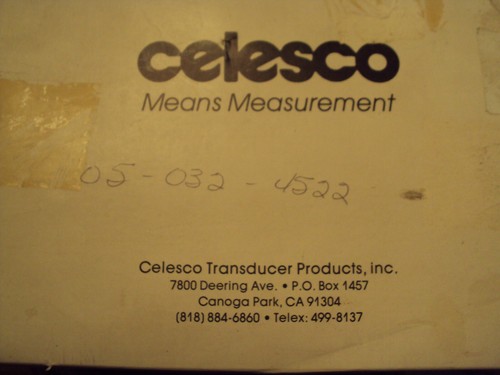 celesco
Means Measurement
05-032-4522
Celesco Transducer Products, inc.
7800 Deering Ave. • P.O. Box 1457
Canoga Park, CA 91304
(818) 884-6860 • Telex: 499-8137